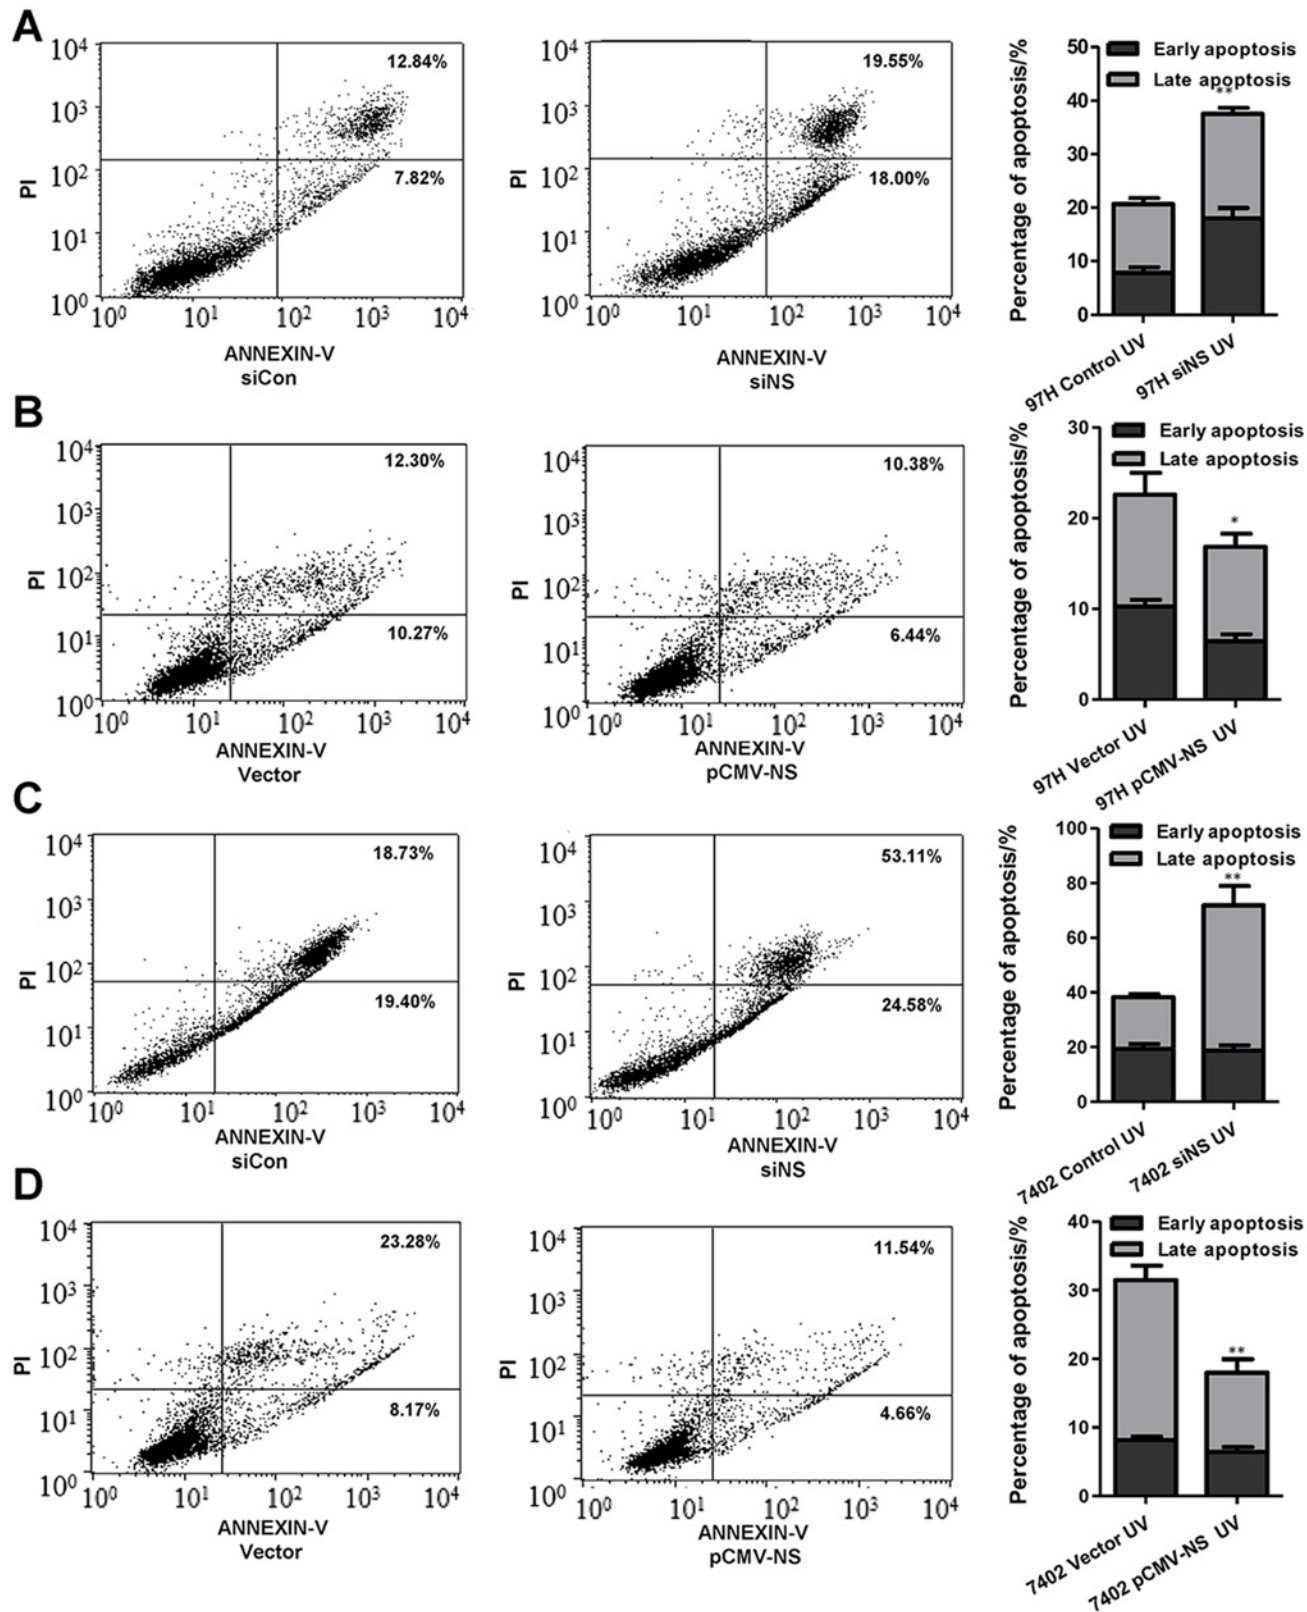 A
10⁴
10³
10²
10¹
10⁰
PI
12.84%
7.82%
10⁰ 10¹ 10² 10³ 10⁴
ANNEXIN-V
siCon
10⁴
10³
10²
10¹
10⁰
PI
19.55%
18.00%
10⁰ 10¹ 10² 10³ 10⁴
ANNEXIN-V
siNS
Percentage of apoptosis/%
50
40
30
20
10
0
Early apoptosis
Late apoptosis
**
97H Control UV
97H siNS UV
B
10⁴
10³
10²
10¹
10⁰
PI
12.30%
10.27%
10⁰ 10¹ 10² 10³ 10⁴
ANNEXIN-V
Vector
10⁴
10³
10²
10¹
10⁰
PI
10.38%
6.44%
10⁰ 10¹ 10² 10³ 10⁴
ANNEXIN-V
pCMV-NS
Percentage of apoptosis/%
30
20
10
0
Early apoptosis
Late apoptosis
*
97H Vector UV
97H pCMV-NS UV
C
10⁴
10³
10²
10¹
10⁰
PI
18.73%
19.40%
10⁰ 10¹ 10² 10³ 10⁴
ANNEXIN-V
siCon
10⁴
10³
10²
10¹
10⁰
PI
53.11%
24.58%
10⁰ 10¹ 10² 10³ 10⁴
ANNEXIN-V
siNS
Percentage of apoptosis/%
100
80
60
40
20
0
Early apoptosis
Late apoptosis
**
7402 Control UV
7402 siNS UV
D
10⁴
10³
10²
10¹
10⁰
PI
23.28%
8.17%
10⁰ 10¹ 10² 10³ 10⁴
ANNEXIN-V
Vector
10⁴
10³
10²
10¹
10⁰
PI
11.54%
4.66%
10⁰ 10¹ 10² 10³ 10⁴
ANNEXIN-V
pCMV-NS
Percentage of apoptosis/%
40
30
20
10
0
Early apoptosis
Late apoptosis
**
7402 Vector UV
7402 pCMV-NS UV